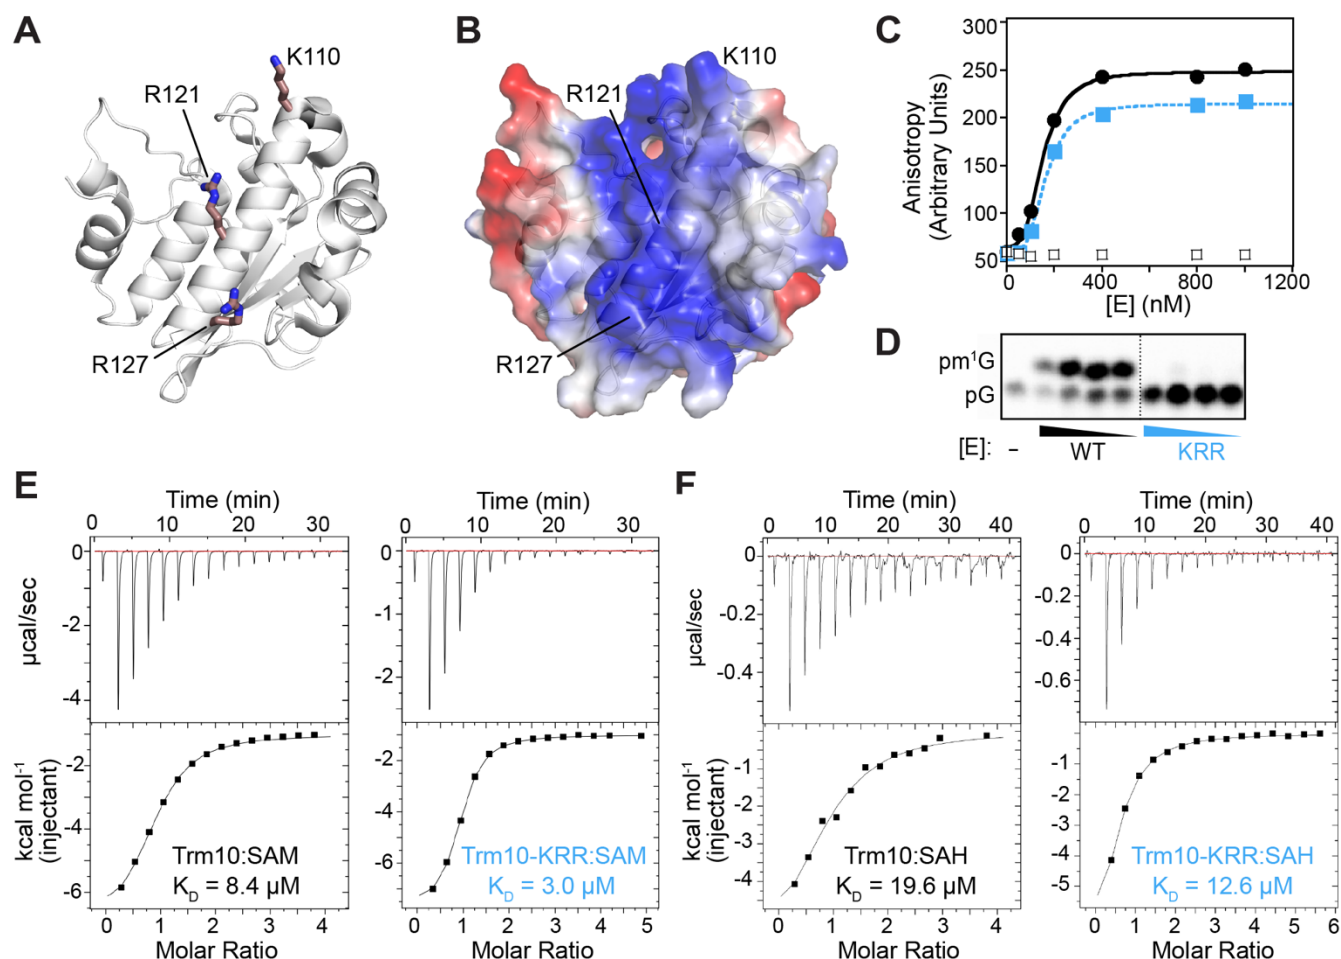 A
K110
R121
R127
B
K110
R121
R127
C
300
250
200
150
100
50
Anisotropy
(Arbitrary Units)
0 400 800 1200
[E] (nM)
D
pm¹G
pG
[E]: – WT KRR
E
Time (min)
0 10 20 30
0
-2
-4
µcal/sec
-2
-4
-6
kcal mol⁻¹
(injectant)
Trm10:SAM
K_D = 8.4 µM
0 1 2 3 4
Molar Ratio
Time (min)
0 10 20 30
0
-1
-2
-2
-4
-6
Trm10-KRR:SAM
K_D = 3.0 µM
0 1 2 3 4 5
Molar Ratio
F
Time (min)
0 10 20 30 40
0
-0.2
-0.4
µcal/sec
-1
-2
-3
-4
kcal mol⁻¹
(injectant)
Trm10:SAH
K_D = 19.6 µM
0 1 2 3 4
Molar Ratio
Time (min)
0 10 20 30 40
0
-0.2
-0.4
-0.6
-1
-2
-3
-4
-5
Trm10-KRR:SAH
K_D = 12.6 µM
0 1 2 3 4 5 6
Molar Ratio